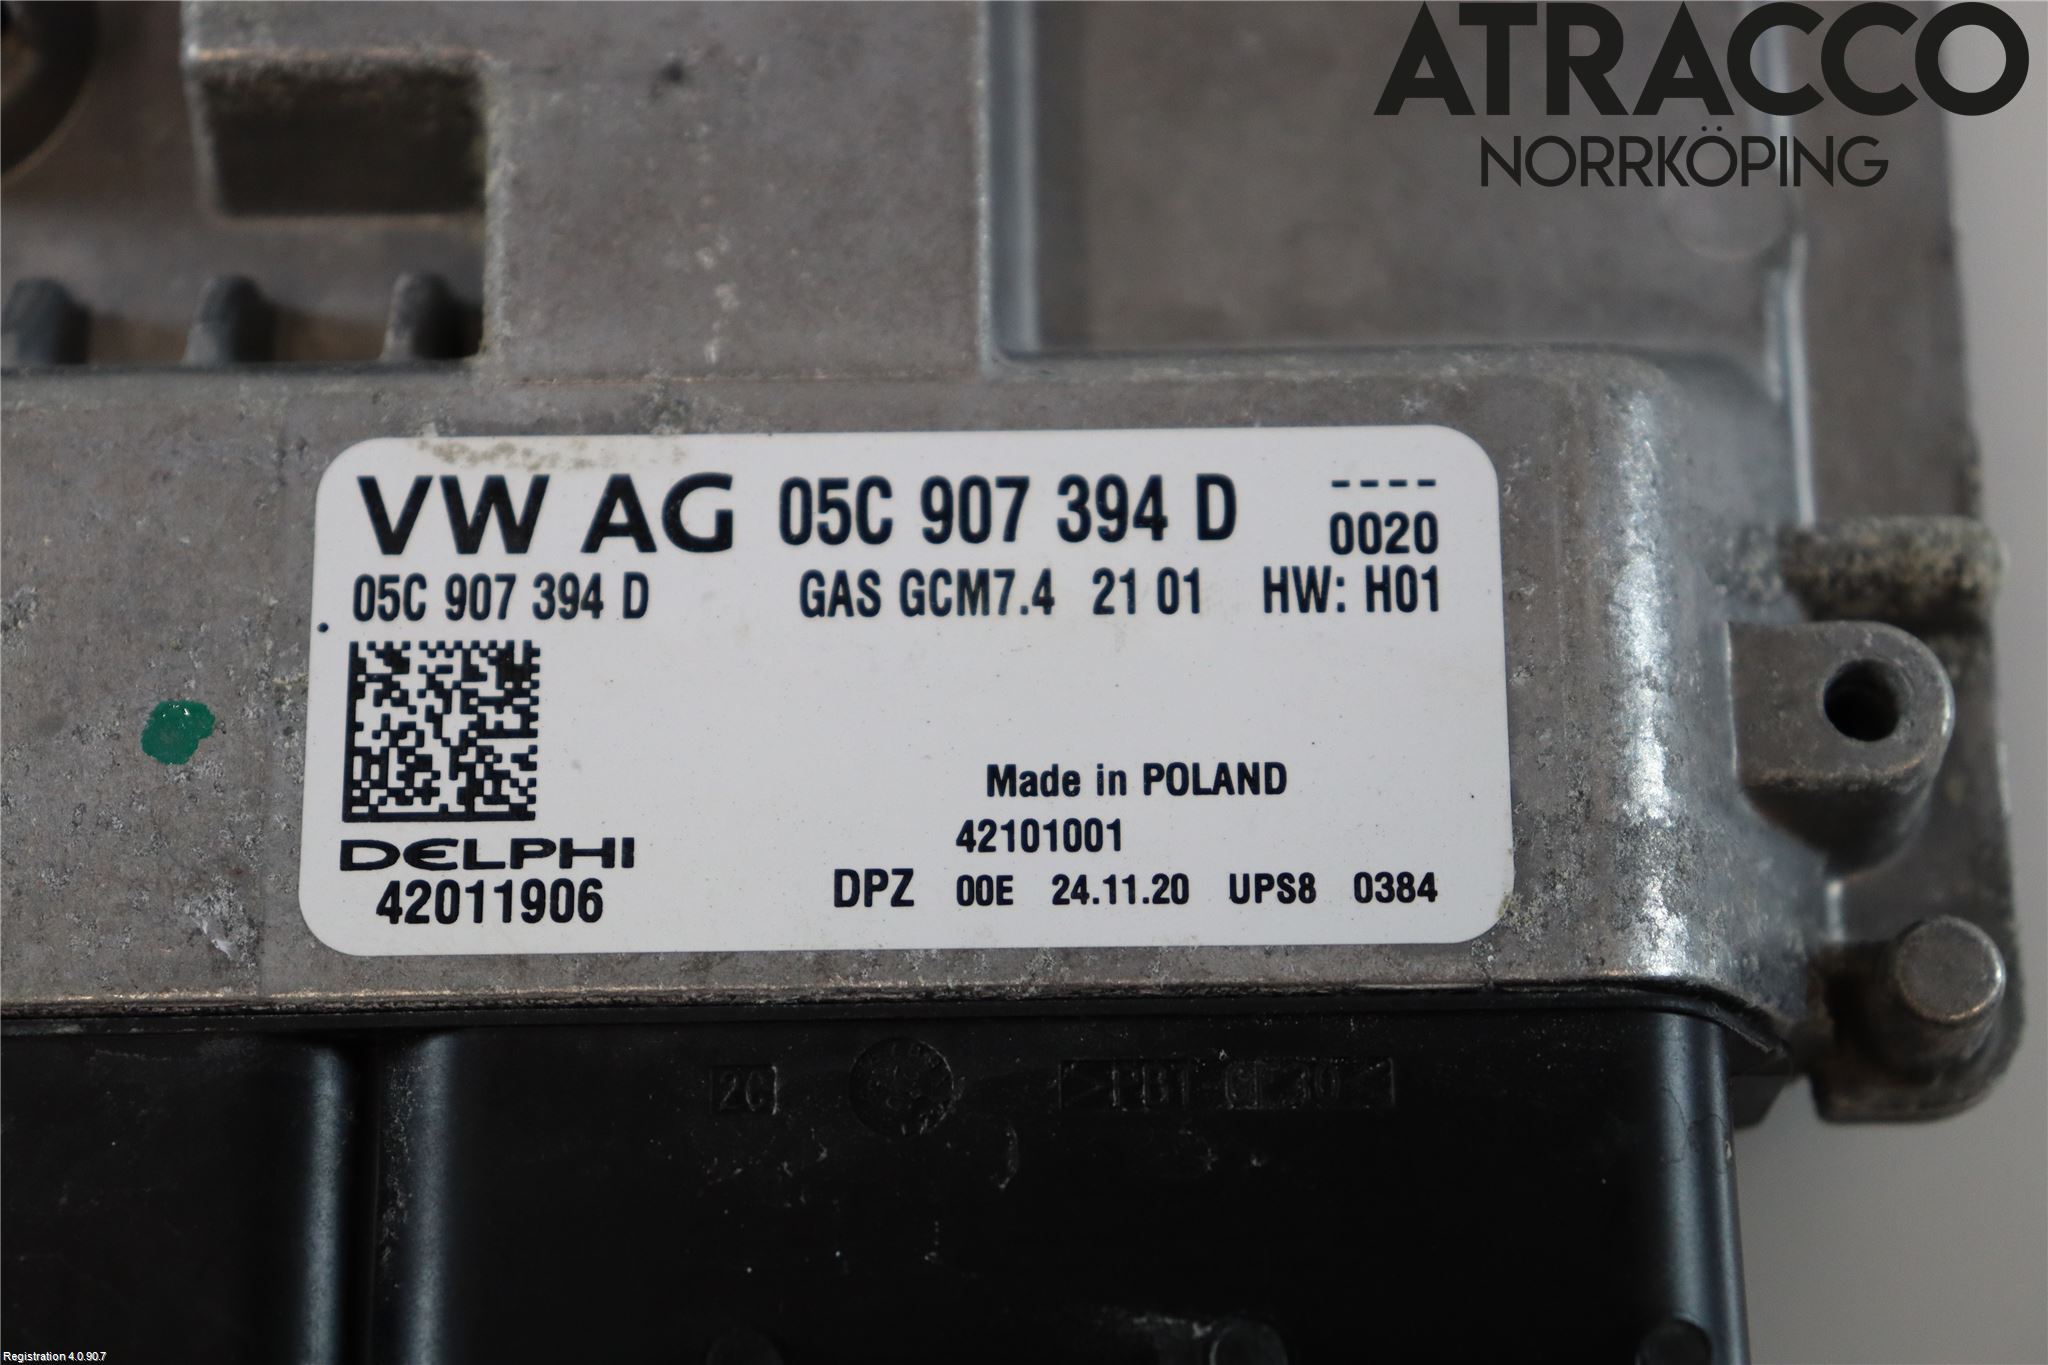 ATRACCO
NORRKÖPING
VW AG 05C 907 394 D ----
0020
05C 907 394 D GAS GCM7.4 21 01 HW: H01
Made in POLAND
42101001
DELPHI
42011906 DPZ 00E 24.11.20 UPS8 0384
2C
Registration 4.0.90.7